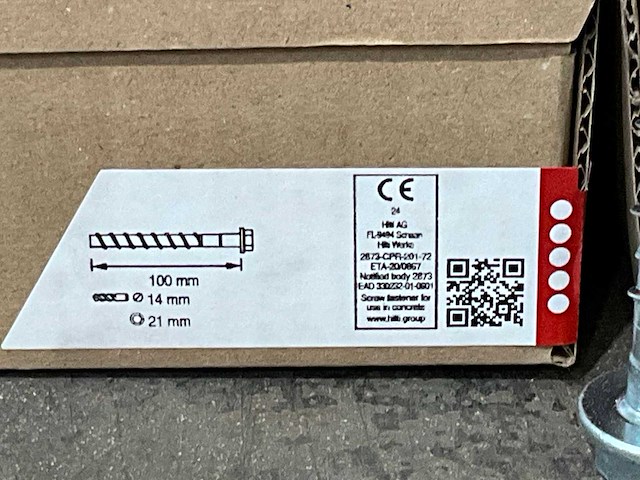 CE
24
Hilti AG
FL-9494 Schaan
Hilti Werke
2873-CPR-201-72
ETA-20/0867
Notified body 2873
EAD 330232-01-0601
Screw fastener for
use in concrete
www.hilti.group
100 mm
∅ 14 mm
21 mm